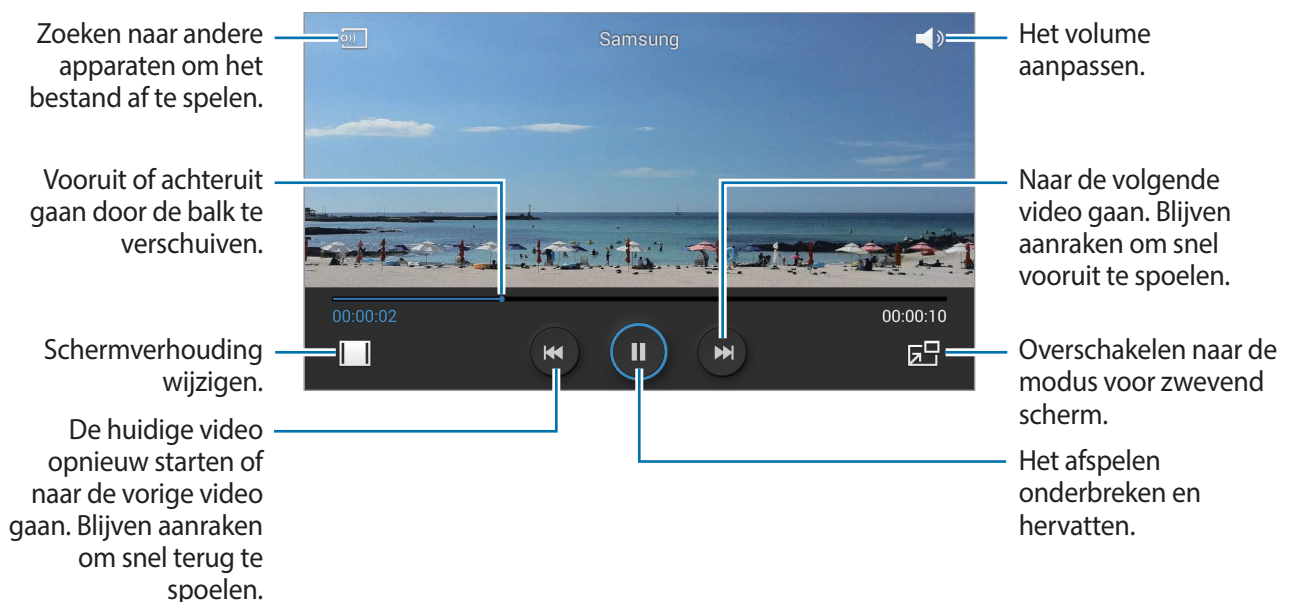 Zoeken naar andere
apparaten om het
bestand af te spelen.
Samsung
Het volume
aanpassen.
Vooruit of achteruit
gaan door de balk te
verschuiven.
Naar de volgende
video gaan. Blijven
aanraken om snel
vooruit te spoelen.
00:00:02
00:00:10
Schermverhouding
wijzigen.
Overschakelen naar de
modus voor zwevend
scherm.
De huidige video
opnieuw starten of
naar de vorige video
gaan. Blijven aanraken
om snel terug te
spoelen.
Het afspelen
onderbreken en
hervatten.